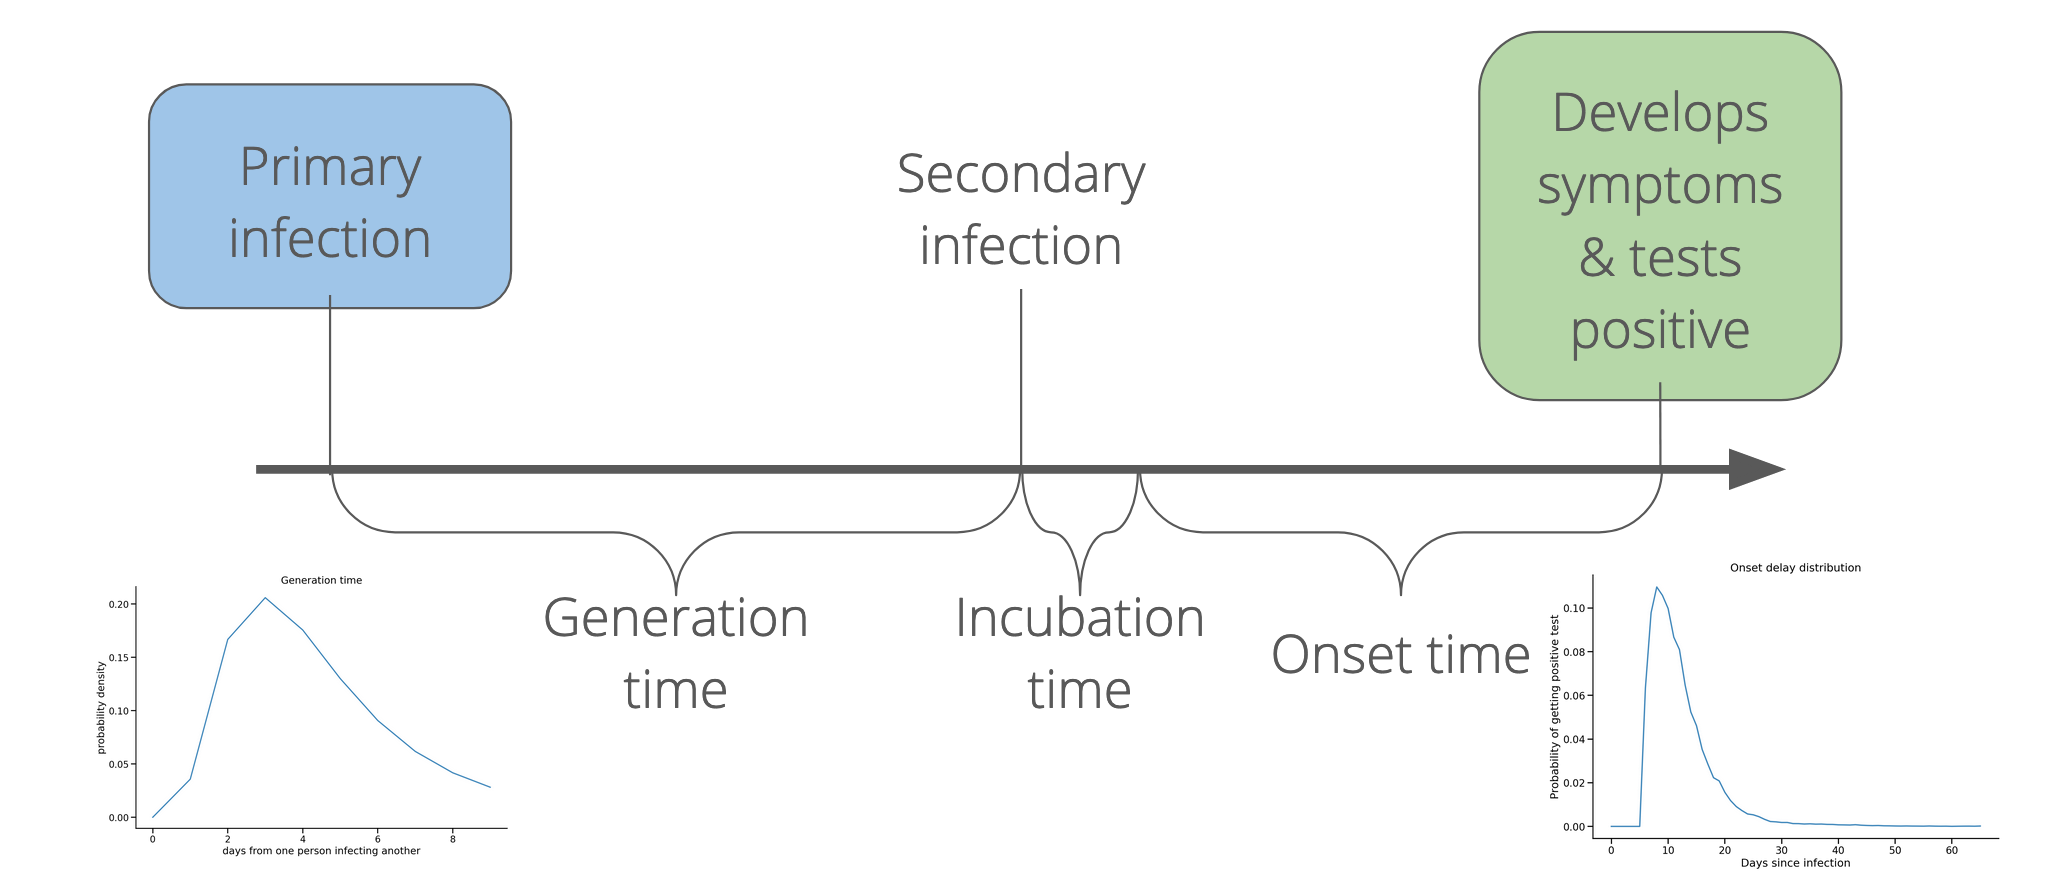 Primary
infection
Secondary
infection
Develops
symptoms
& tests
positive
Generation
time
Incubation
time
Onset time
Generation time
probability density
0.20
0.15
0.10
0.05
0.00
0
2
4
6
8
days from one person infecting another
Onset delay distribution
Probability of getting positive test
0.10
0.08
0.06
0.04
0.02
0.00
0
10
20
30
40
50
60
Days since infection